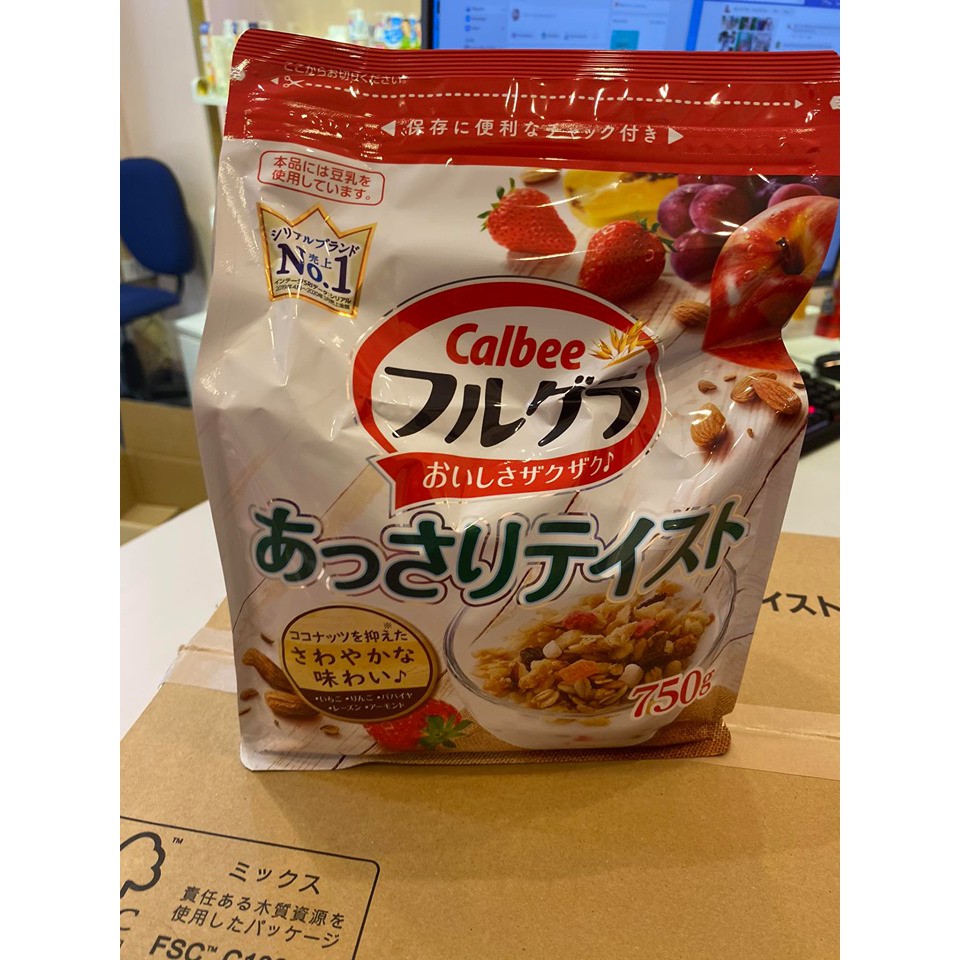 ここからお切りください
保存に便利なチャック付き
本品には豆乳を
使用しています。
シリアルブランド
売上
No.1
Calbee
フルグラ
おいしさザクザク♪
あっさりテイスト
ココナッツを抑えた※
さわやかな
味わい♪
•いちご •りんご •パパイヤ
•レーズン •アーモンド
750g
イスト
ミックス
責任ある木質資源を
使用したパッケージ
FSC™